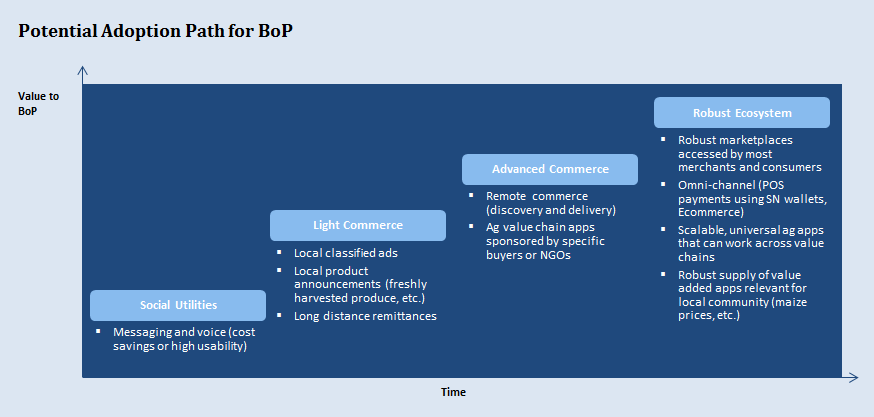 Potential Adoption Path for BoP
Value to
BoP
Social Utilities
▪ Messaging and voice (cost
savings or high usability)
Light Commerce
▪ Local classified ads
▪ Local product
announcements (freshly
harvested produce, etc.)
▪ Long distance remittances
Advanced Commerce
▪ Remote commerce
(discovery and delivery)
▪ Ag value chain apps
sponsored by specific
buyers or NGOs
Robust Ecosystem
▪ Robust marketplaces
accessed by most
merchants and consumers
▪ Omni-channel (POS
payments using SN wallets,
Ecommerce)
▪ Scalable, universal ag apps
that can work across value
chains
▪ Robust supply of value
added apps relevant for
local community (maize
prices, etc.)
Time